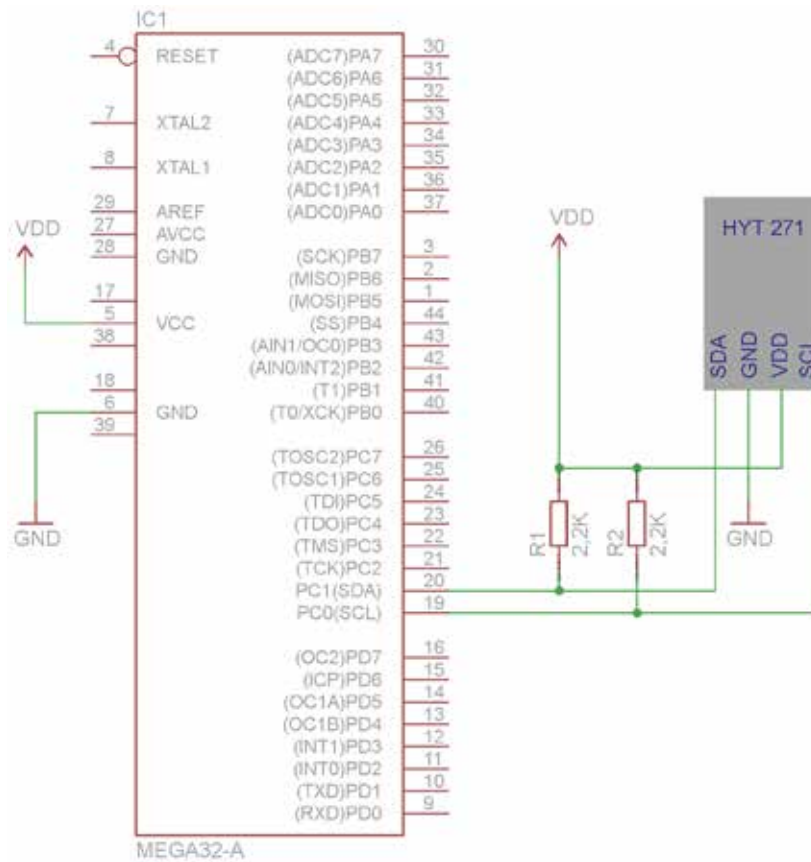 IC1
4 RESET (ADC7)PA7 30
(ADC6)PA6 31
(ADC5)PA5 32
7 XTAL2 (ADC4)PA4 33
(ADC3)PA3 34
8 XTAL1 (ADC2)PA2 35
(ADC1)PA1 36
29 AREF (ADC0)PA0 37
27 AVCC
28 GND (SCK)PB7 3
(MISO)PB6 2
17 (MOSI)PB5 1
5 VCC (SS)PB4 44
38 (AIN1/OC0)PB3 43
(AIN0/INT2)PB2 42
18 (T1)PB1 41
6 GND (T0/XCK)PB0 40
39
(TOSC2)PC7 26
(TOSC1)PC6 25
(TDI)PC5 24
(TDO)PC4 23
(TMS)PC3 22
(TCK)PC2 21
PC1(SDA) 20
PC0(SCL) 19
(OC2)PD7 16
(ICP)PD6 15
(OC1A)PD5 14
(OC1B)PD4 13
(INT1)PD3 12
(INT0)PD2 11
(TXD)PD1 10
(RXD)PD0 9
MEGA32-A
VDD
GND
VDD
R1
2,2K
R2
2,2K
HYT 271
SDA
GND
VDD
SCL
GND